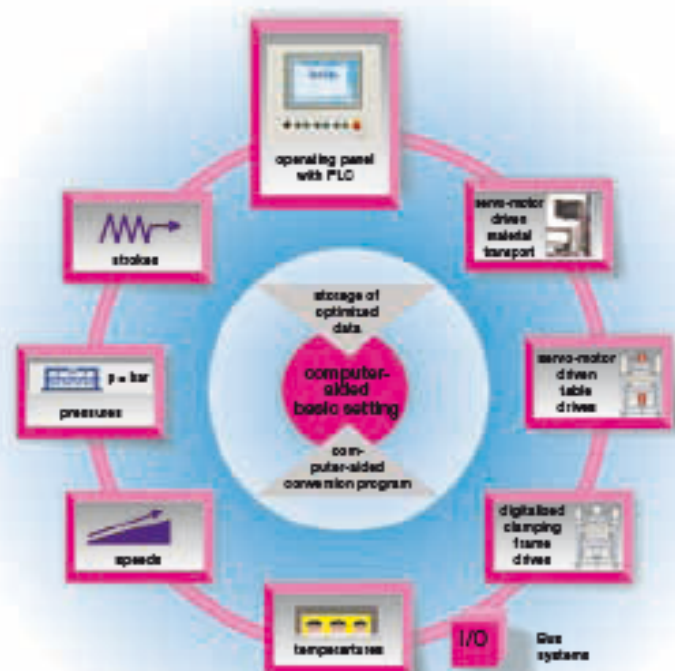 operating panel
with PLC
strokes
servo-motor
driven
material
transport
storage of
optimized
data
p = bar
pressures
computer-
aided
basic setting
servo-motor
driven
table
drives
com-
puter-aided
conversion program
speeds
digitalized
clamping
frame
drives
temperatures
I/O
Bus
systems